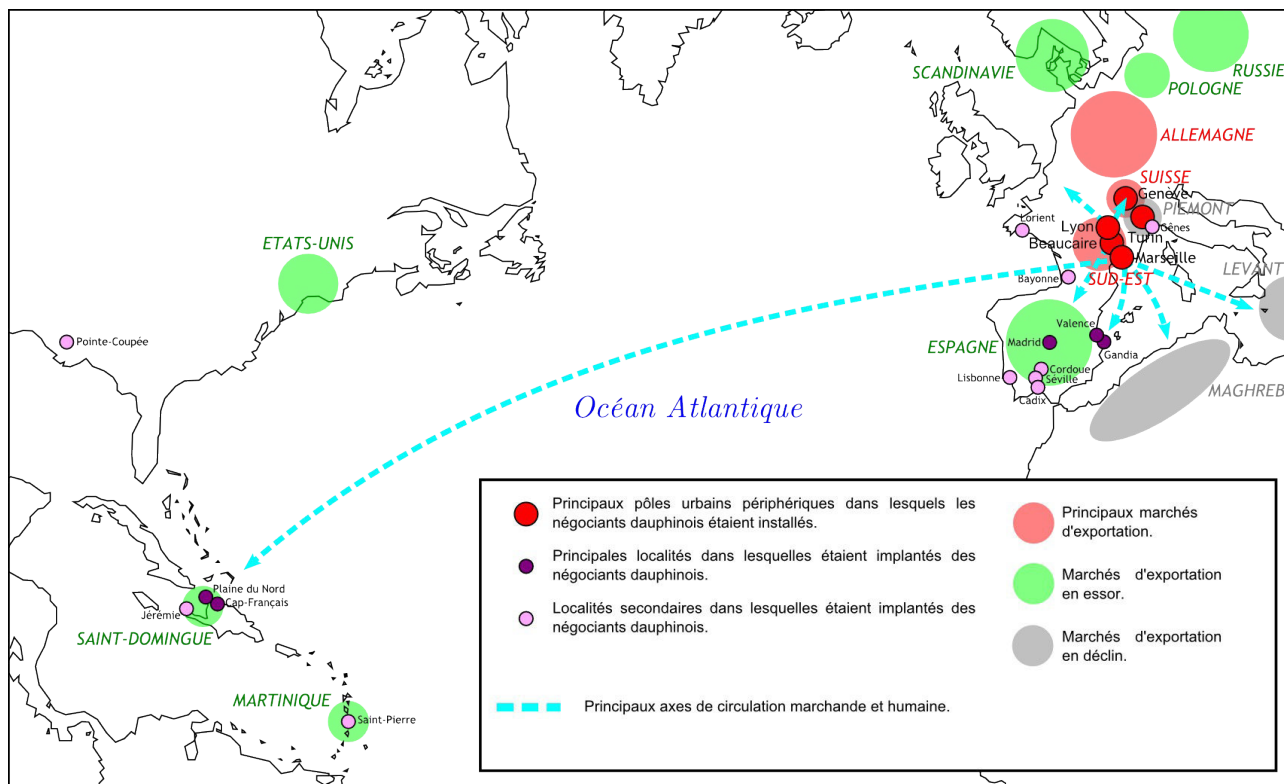 SCANDINAVIE
RUSSIE
POLOGNE
ALLEMAGNE
SUISSE
Genève
PIEMONT
Lorient
Lyon
Gênes
Turin
Beaucaire
Marseille
ETATS-UNIS
LEVANT
SUD-EST
Bayonne
Valence
Pointe-Coupée
Madrid
ESPAGNE
Gandia
Cordoue
Lisbonne
Séville
MAGHREB
Cadix
Océan Atlantique
Plaine du Nord
Cap-Français
Jérémie
SAINT-DOMINGUE
MARTINIQUE
Saint-Pierre
Principaux pôles urbains périphériques dans lesquels les
négociants dauphinois étaient installés.
Principales localités dans lesquelles étaient implantés des
négociants dauphinois.
Localités secondaires dans lesquelles étaient implantés des
négociants dauphinois.
Principaux axes de circulation marchande et humaine.
Principaux marchés
d'exportation.
Marchés d'exportation
en essor.
Marchés d'exportation
en déclin.